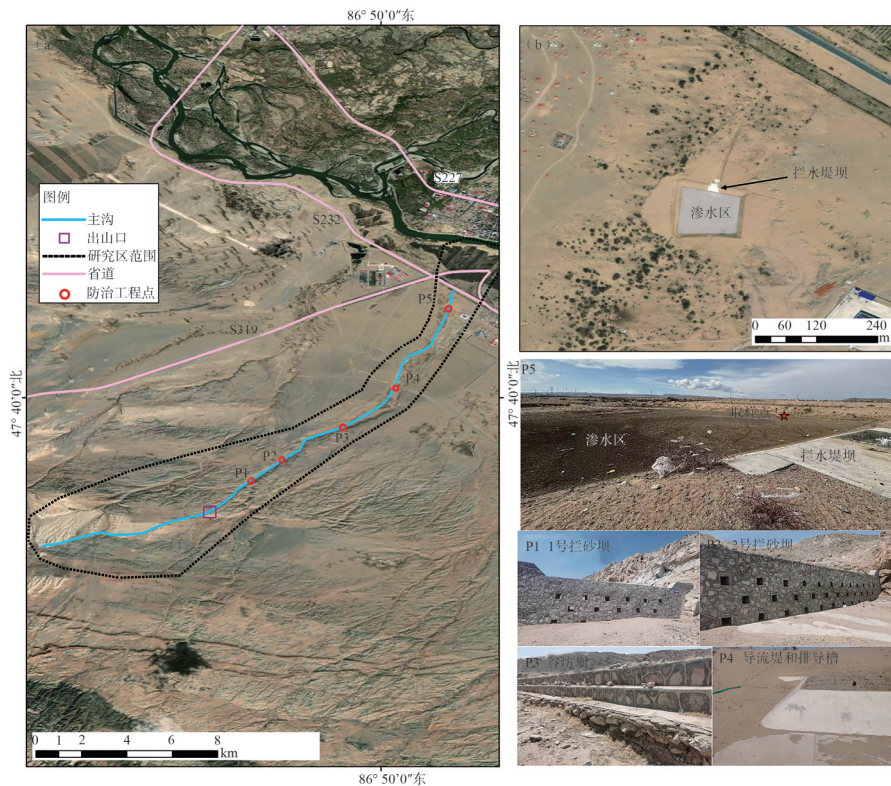 86° 50′0″东
(a)
S227
S232
图例
主沟
出山口
研究区范围
省道
防治工程点
S319
P5
P4
P3
P2
P1
47° 40′0″北
0 1 2 4 6 8
km
86° 50′0″东
(b)
拦水堤坝
渗水区
0 60 120 240
m
47° 40′0″北
P5
渗水区
拦水堤坝
P1 1号拦砂坝
2号拦砂坝
P3
P4 导流堤和排导槽